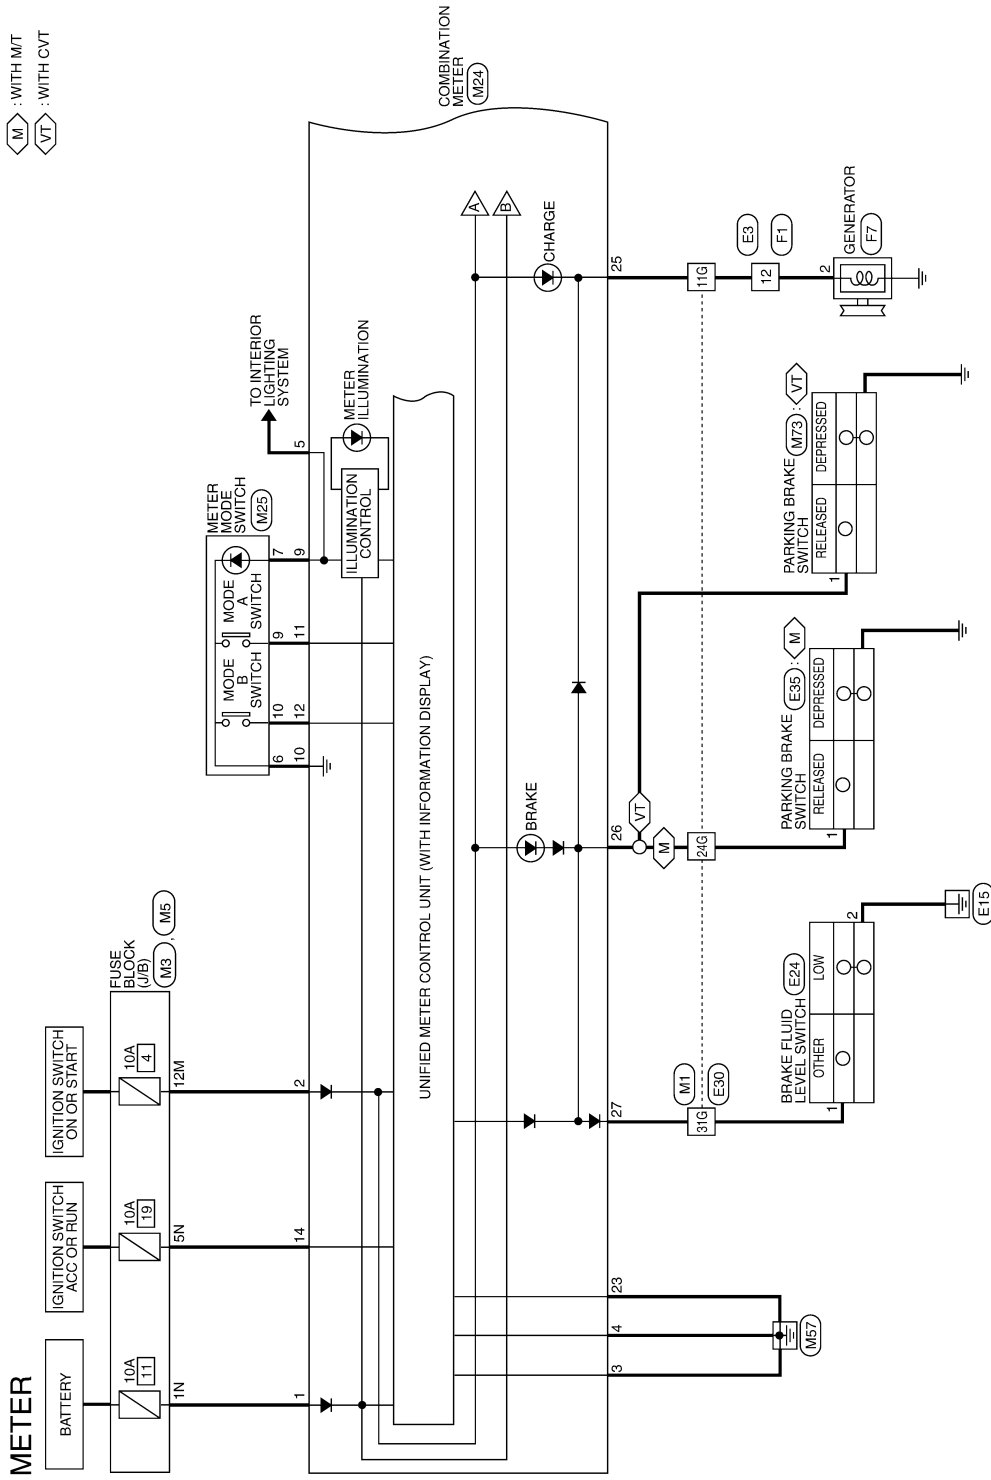 METER
BATTERY
IGNITION SWITCH
ACC OR RUN
IGNITION SWITCH
ON OR START
10A
11
10A
19
10A
4
FUSE
BLOCK
(J/B)
M3 , M5
1N
5N
12M
1
14
2
METER
MODE
SWITCH
M25
MODE
B
SWITCH
MODE
A
SWITCH
6
10
9
7
10
12
11
9
5
TO INTERIOR
LIGHTING
SYSTEM
M : WITH M/T
VT : WITH CVT
ILLUMINATION
CONTROL
METER
ILLUMINATION
COMBINATION
METER
M24
UNIFIED METER CONTROL UNIT (WITH INFORMATION DISPLAY)
A
B
BRAKE
CHARGE
3
4
23
27
26
25
M57
VT
M
M1
E30
31G
24G
11G
E3
F1
12
BRAKE FLUID
LEVEL SWITCH
E24
OTHER
LOW
1
2
E15
PARKING BRAKE
SWITCH
E35 : M
RELEASED
DEPRESSED
1
PARKING BRAKE
SWITCH
M73 : VT
RELEASED
DEPRESSED
1
GENERATOR
F7
2